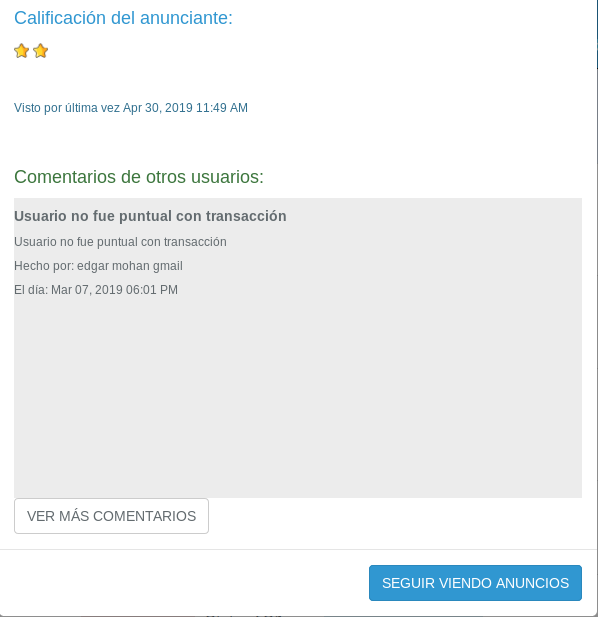 Calificación del anunciante:
Visto por última vez Apr 30, 2019 11:49 AM
Comentarios de otros usuarios:
Usuario no fue puntual con transacción
Usuario no fue puntual con transacción
Hecho por: edgar mohan gmail
El día: Mar 07, 2019 06:01 PM
VER MÁS COMENTARIOS
SEGUIR VIENDO ANUNCIOS